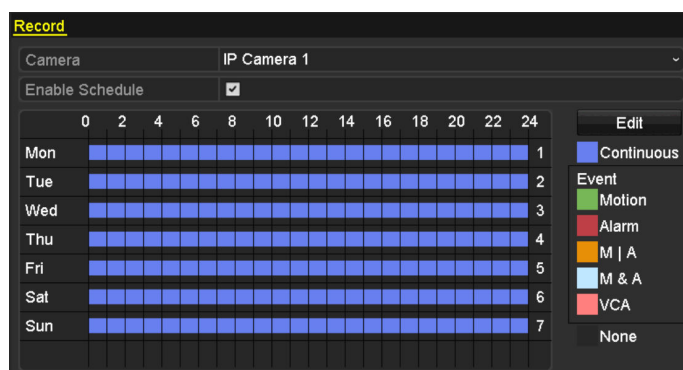 Record
Camera IP Camera 1
Enable Schedule
0 2 4 6 8 10 12 14 16 18 20 22 24
Edit
Mon 1
Continuous
Tue 2
Event
Wed 3
Motion
Thu 4
Alarm
M | A
Fri 5
M & A
Sat 6
VCA
Sun 7
None